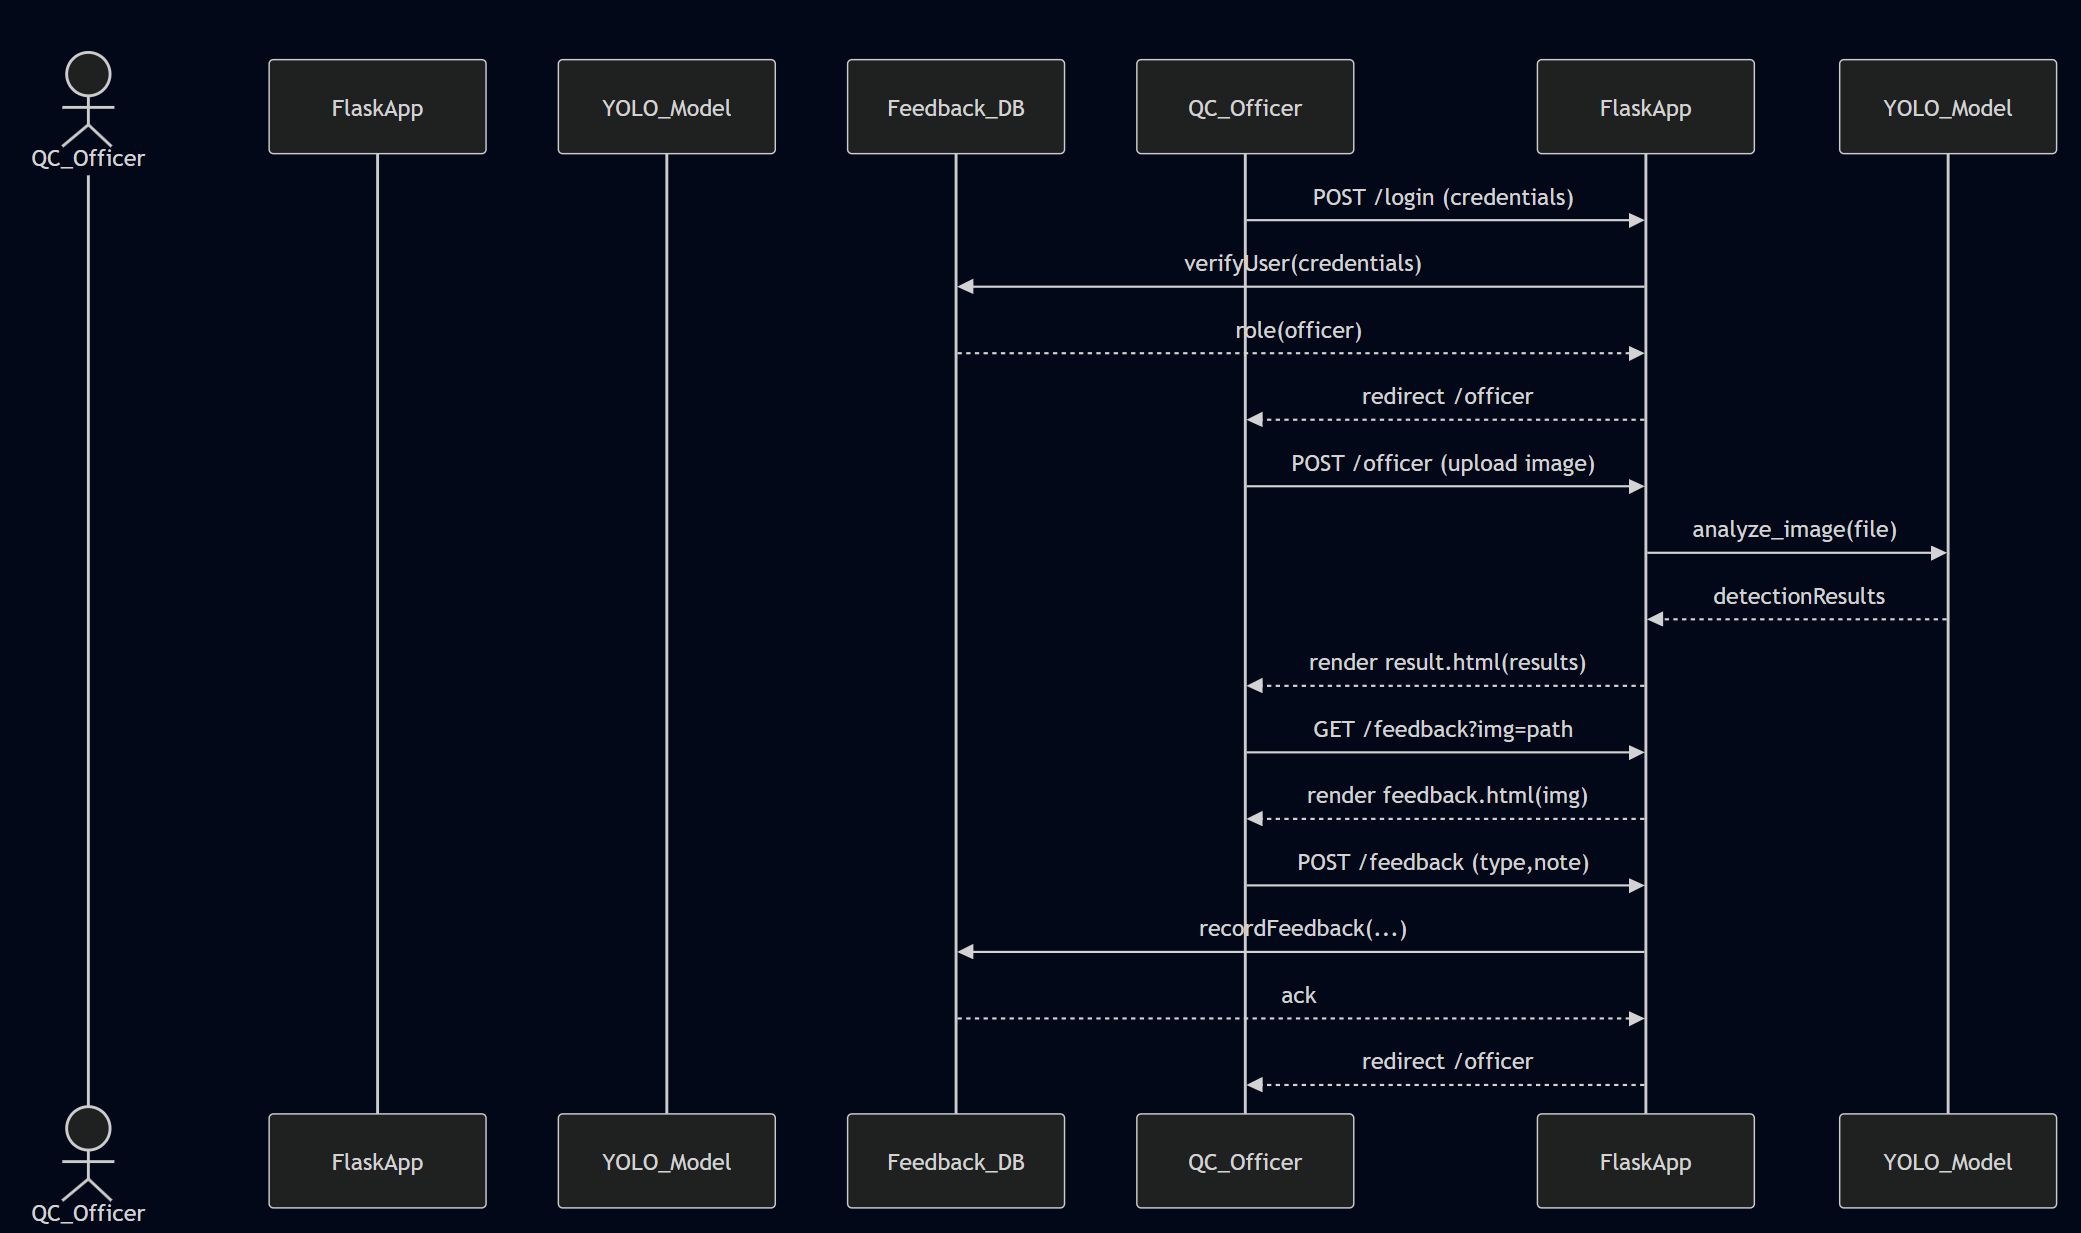 QC_Officer
FlaskApp
YOLO_Model
Feedback_DB
QC_Officer
FlaskApp
YOLO_Model
POST /login (credentials)
verifyUser(credentials)
role(officer)
redirect /officer
POST /officer (upload image)
analyze_image(file)
detectionResults
render result.html(results)
GET /feedback?img=path
render feedback.html(img)
POST /feedback (type,note)
recordFeedback(...)
ack
redirect /officer
QC_Officer
FlaskApp
YOLO_Model
Feedback_DB
QC_Officer
FlaskApp
YOLO_Model